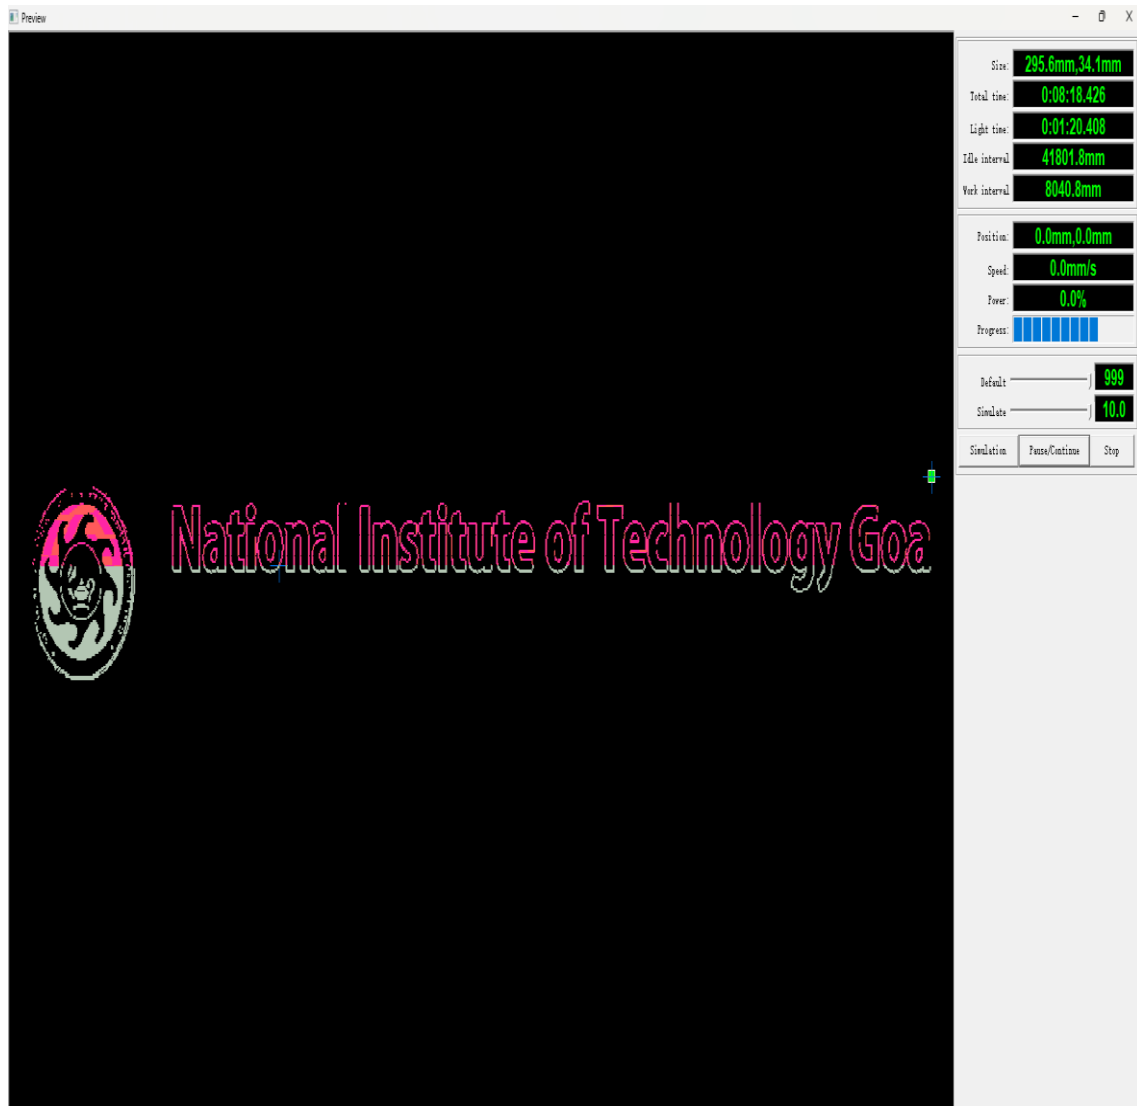 Preview
Size: 295.6mm,34.1mm
Total time: 0:08:18.426
Light time: 0:01:20.408
Idle interval 41801.8mm
Work interval 8040.8mm
Position: 0.0mm,0.0mm
Speed: 0.0mm/s
Power: 0.0%
Progress:
Default 999
Simulate 10.0
Simulation Pause/Continue Stop
National Institute of Technology Goa